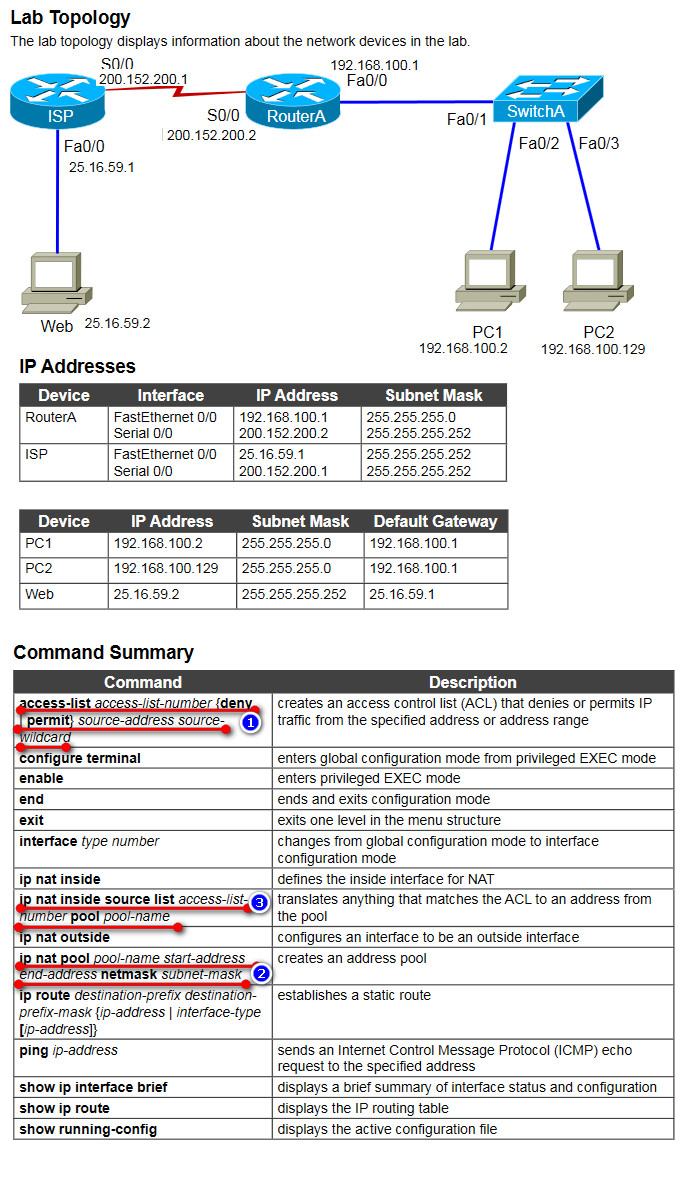 Lab Topology
The lab topology displays information about the network devices in the lab.
S0/0
200.152.200.1
192.168.100.1
Fa0/0
ISP
S0/0
200.152.200.2
RouterA
Fa0/1
SwitchA
Fa0/0
25.16.59.1
Fa0/2
Fa0/3
Web
25.16.59.2
PC1
192.168.100.2
PC2
192.168.100.129
IP Addresses
Device Interface IP Address Subnet Mask
RouterA FastEthernet 0/0 192.168.100.1 255.255.255.0
Serial 0/0 200.152.200.2 255.255.255.252
ISP FastEthernet 0/0 25.16.59.1 255.255.255.252
Serial 0/0 200.152.200.1 255.255.255.252
Device IP Address Subnet Mask Default Gateway
PC1 192.168.100.2 255.255.255.0 192.168.100.1
PC2 192.168.100.129 255.255.255.0 192.168.100.1
Web 25.16.59.2 255.255.255.252 25.16.59.1
Command Summary
Command Description
access-list access-list-number {deny creates an access control list (ACL) that denies or permits IP
| permit} source-address source- 1 traffic from the specified address or address range
wildcard
configure terminal enters global configuration mode from privileged EXEC mode
enable enters privileged EXEC mode
end ends and exits configuration mode
exit exits one level in the menu structure
interface type number changes from global configuration mode to interface
configuration mode
ip nat inside defines the inside interface for NAT
ip nat inside source list access-list- 3 translates anything that matches the ACL to an address from
number pool pool-name the pool
ip nat outside configures an interface to be an outside interface
ip nat pool pool-name start-address creates an address pool
end-address netmask subnet-mask 2
ip route destination-prefix destination- establishes a static route
prefix-mask {ip-address | interface-type
[ip-address]}
ping ip-address sends an Internet Control Message Protocol (ICMP) echo
request to the specified address
show ip interface brief displays a brief summary of interface status and configuration
show ip route displays the IP routing table
show running-config displays the active configuration file